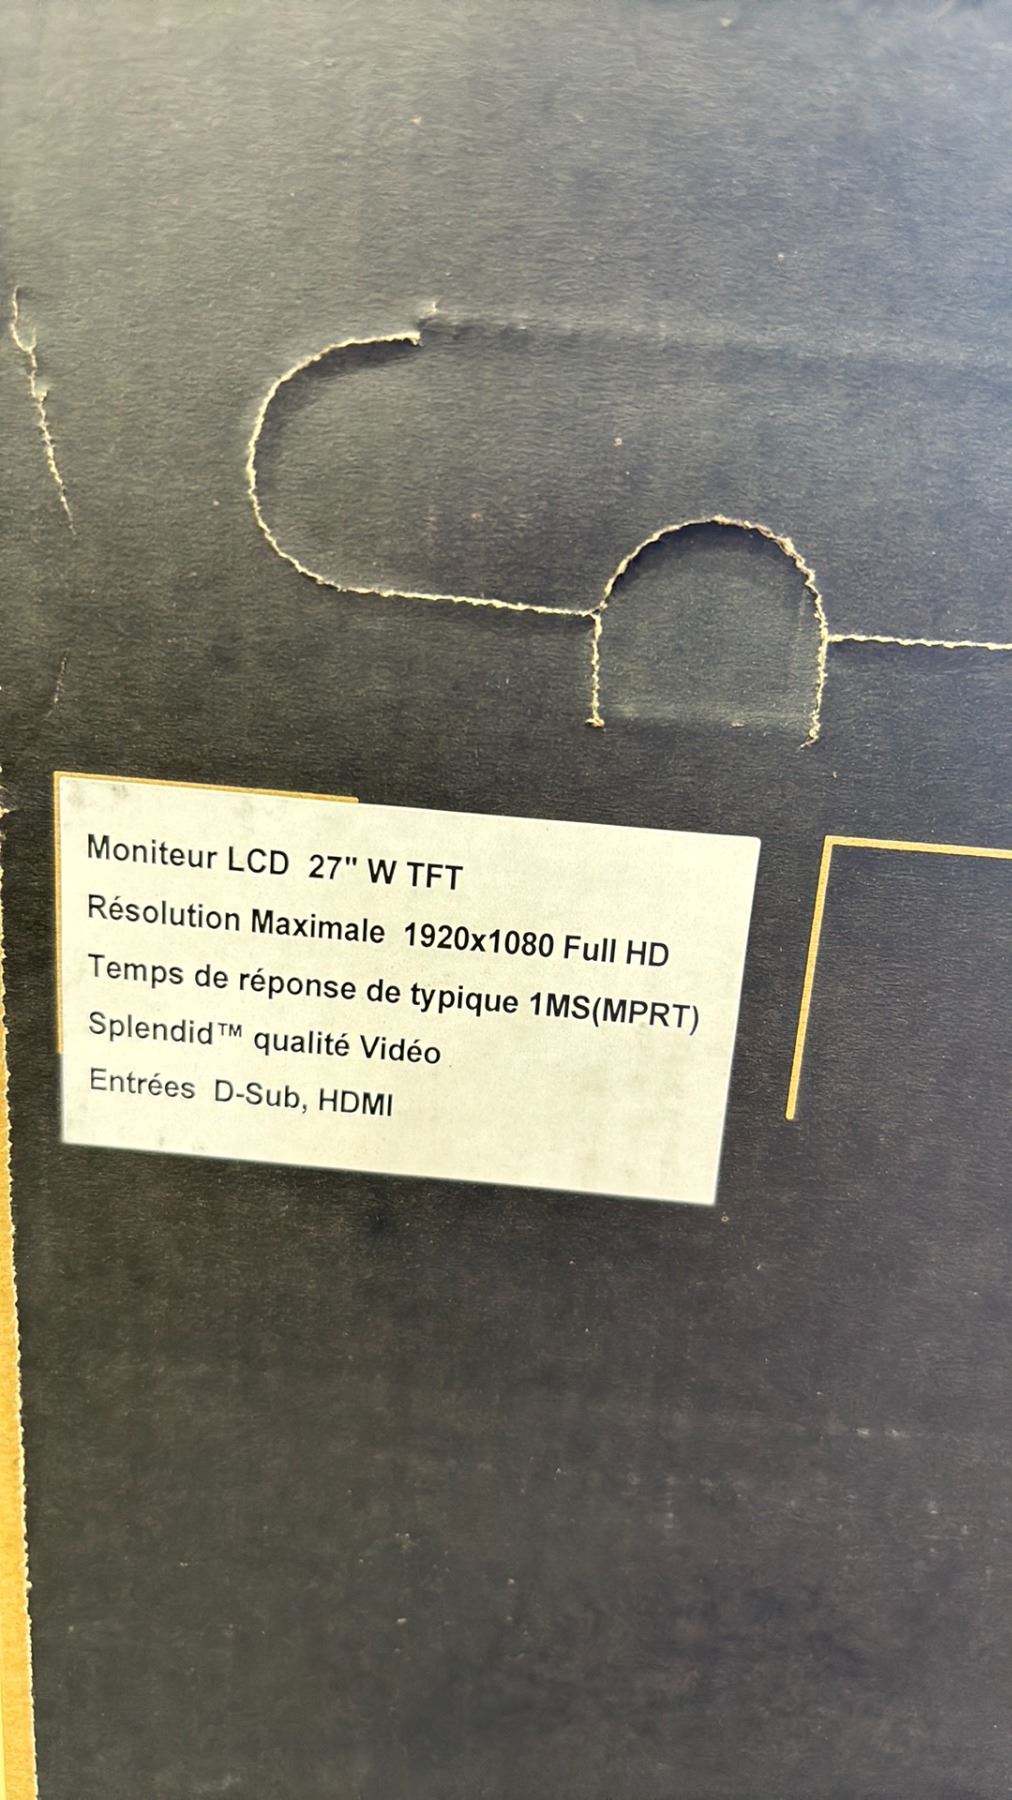 Moniteur LCD  27" W TFT
Résolution Maximale  1920x1080 Full HD
Temps de réponse de typique 1MS(MPRT)
Splendid™ qualité Vidéo
Entrées  D-Sub, HDMI